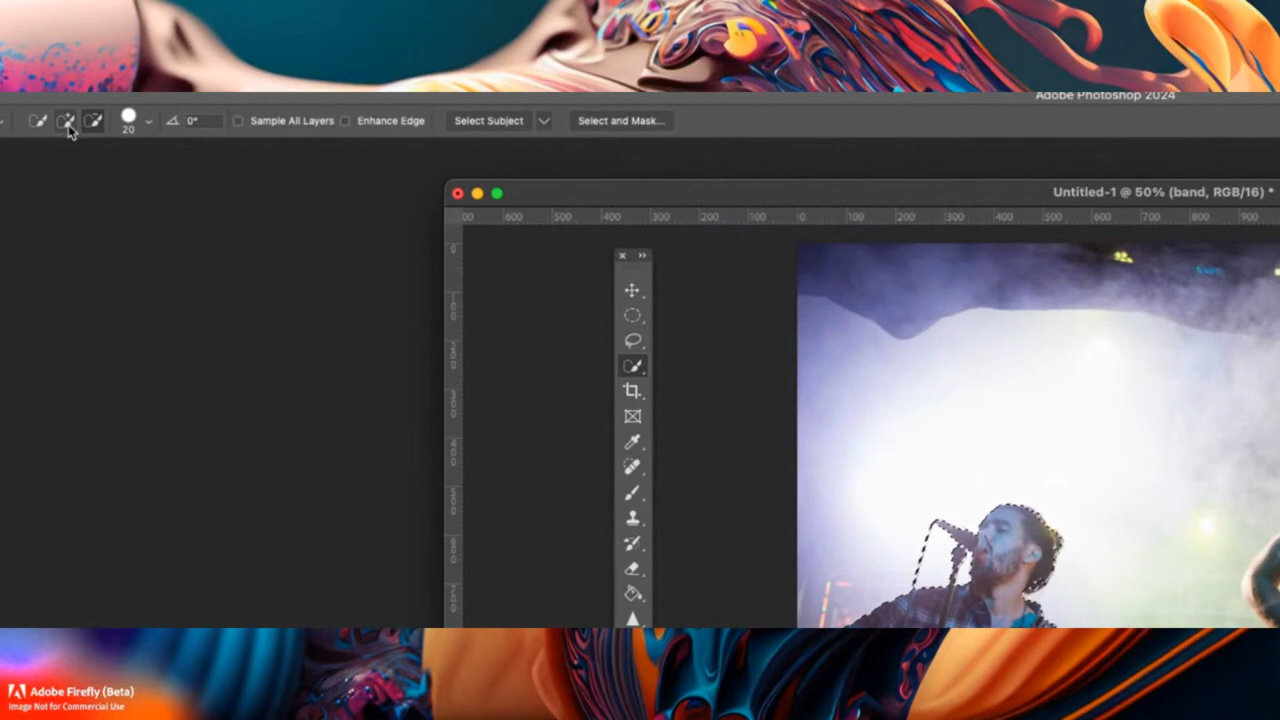 Adobe Photoshop 2024
20
0°
Sample All Layers
Enhance Edge
Select Subject
Select and Mask...
Untitled-1 @ 50% (band, RGB/16) *
00 600 500 400 300 200 100 0 100 200 300 400 500 600 700 800 900
0
Adobe Firefly (Beta)
Image Not for Commercial Use